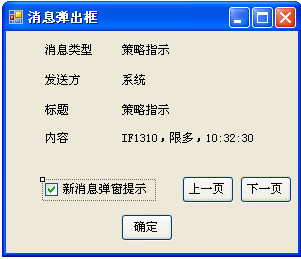 消息弹出框
消息类型 策略指示
发送方 系统
标题 策略指示
内容 IF1310，限多，10:32:30
新消息弹窗提示 上一页 下一页
确定